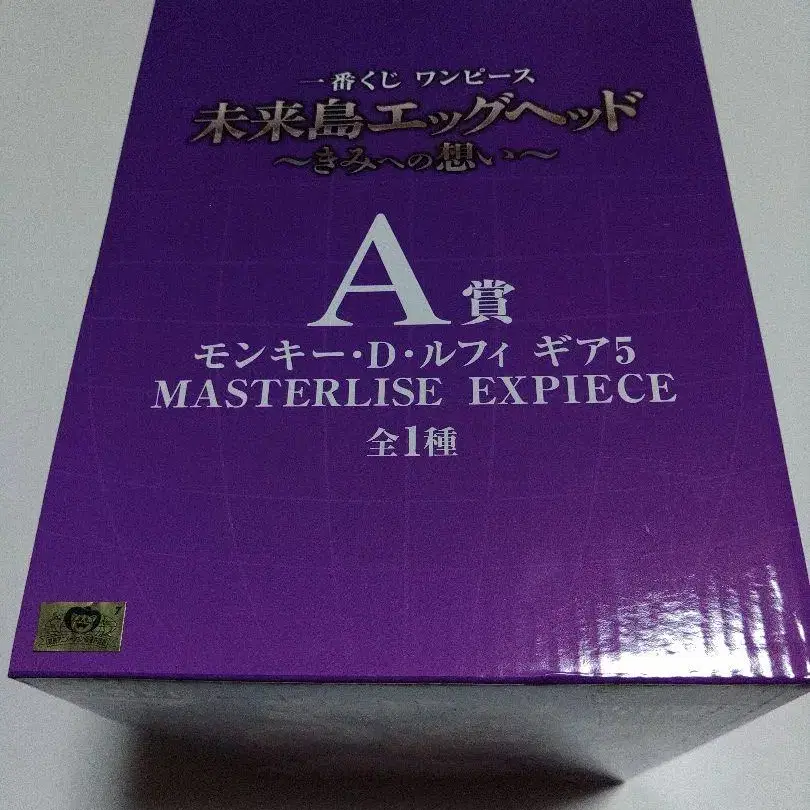 一番くじ ワンピース
未来島エッグヘッド
～きみへの想い～
A賞
モンキー・D・ルフィ ギア5
MASTERLISE EXPIECE
全1種
7